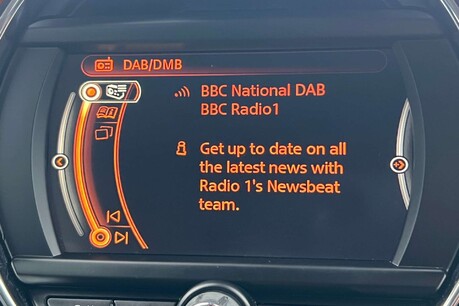 DAB/DMB
BBC National DAB
BBC Radio1
Get up to date on all
the latest news with
Radio 1's Newsbeat
team.